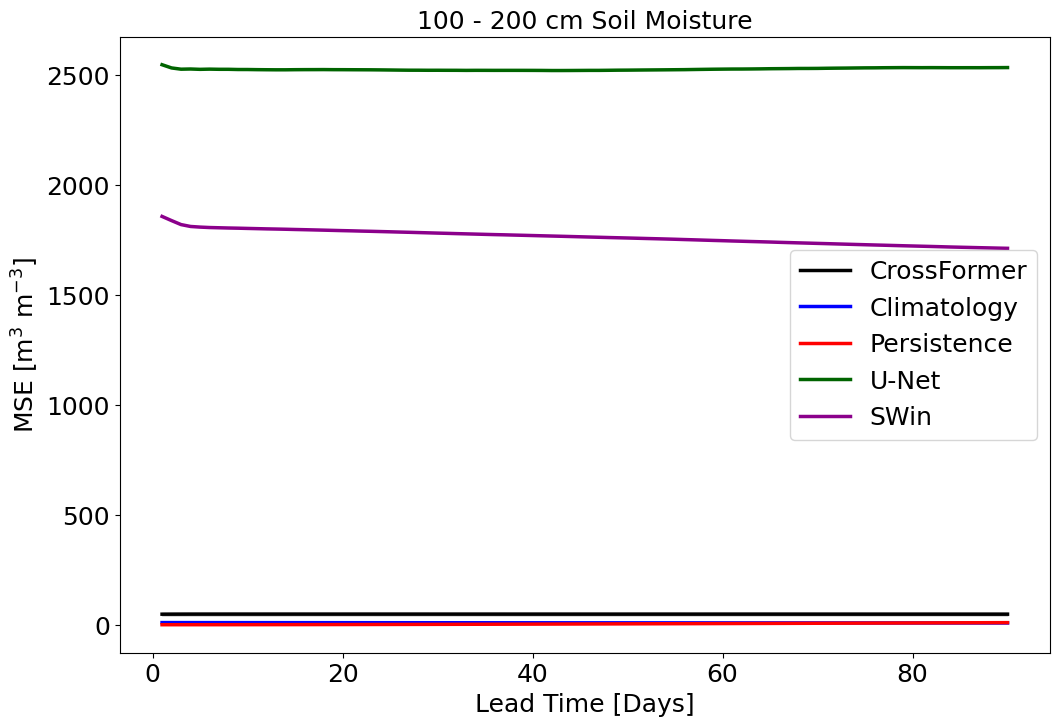 100 - 200 cm Soil Moisture
MSE [m³ m⁻³]
2500
2000
1500
1000
500
0
CrossFormer
Climatology
Persistence
U-Net
SWin
0 20 40 60 80
Lead Time [Days]